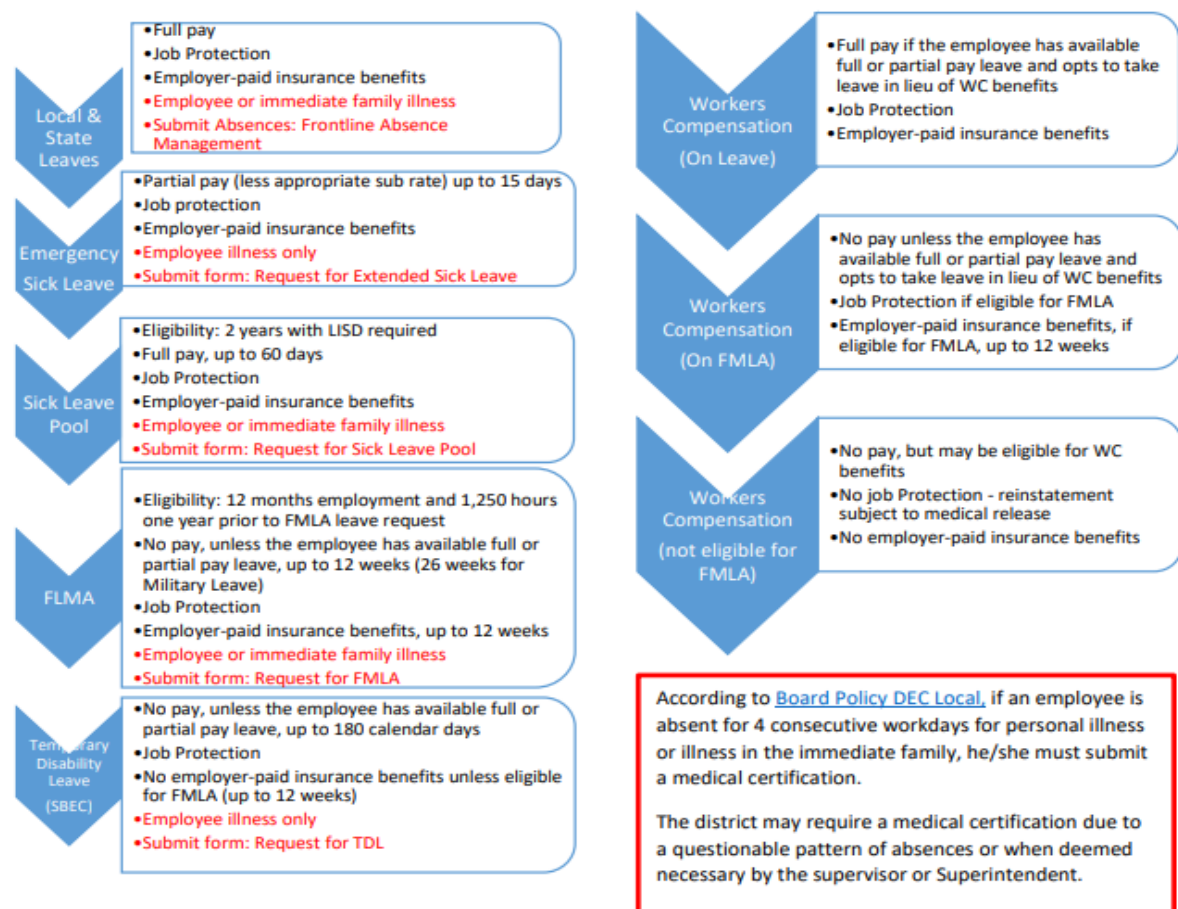 Local &
State
Leaves
•Full pay
•Job Protection
•Employer-paid insurance benefits
•Employee or immediate family illness
•Submit Absences: Frontline Absence
Management
Emergency
Sick Leave
•Partial pay (less appropriate sub rate) up to 15 days
•Job protection
•Employer-paid insurance benefits
•Employee illness only
•Submit form: Request for Extended Sick Leave
Sick Leave
Pool
•Eligibility: 2 years with LISD required
•Full pay, up to 60 days
•Job Protection
•Employer-paid insurance benefits
•Employee or immediate family illness
•Submit form: Request for Sick Leave Pool
FLMA
•Eligibility: 12 months employment and 1,250 hours
one year prior to FMLA leave request
•No pay, unless the employee has available full or
partial pay leave, up to 12 weeks (26 weeks for
Military Leave)
•Job Protection
•Employer-paid insurance benefits, up to 12 weeks
•Employee or immediate family illness
•Submit form: Request for FMLA
Temporary
Disability
Leave
(SBEC)
•No pay, unless the employee has available full or
partial pay leave, up to 180 calendar days
•Job Protection
•No employer-paid insurance benefits unless eligible
for FMLA (up to 12 weeks)
•Employee illness only
•Submit form: Request for TDL
Workers
Compensation
(On Leave)
•Full pay if the employee has available
full or partial pay leave and opts to take
leave in lieu of WC benefits
•Job Protection
•Employer-paid insurance benefits
Workers
Compensation
(On FMLA)
•No pay unless the employee has
available full or partial pay leave and
opts to take leave in lieu of WC benefits
•Job Protection if eligible for FMLA
•Employer-paid insurance benefits, if
eligible for FMLA, up to 12 weeks
Workers
Compensation
(not eligible for
FMLA)
•No pay, but may be eligible for WC
benefits
•No job Protection - reinstatement
subject to medical release
•No employer-paid insurance benefits
According to Board Policy DEC Local, if an employee is
absent for 4 consecutive workdays for personal illness
or illness in the immediate family, he/she must submit
a medical certification.
The district may require a medical certification due to
a questionable pattern of absences or when deemed
necessary by the supervisor or Superintendent.